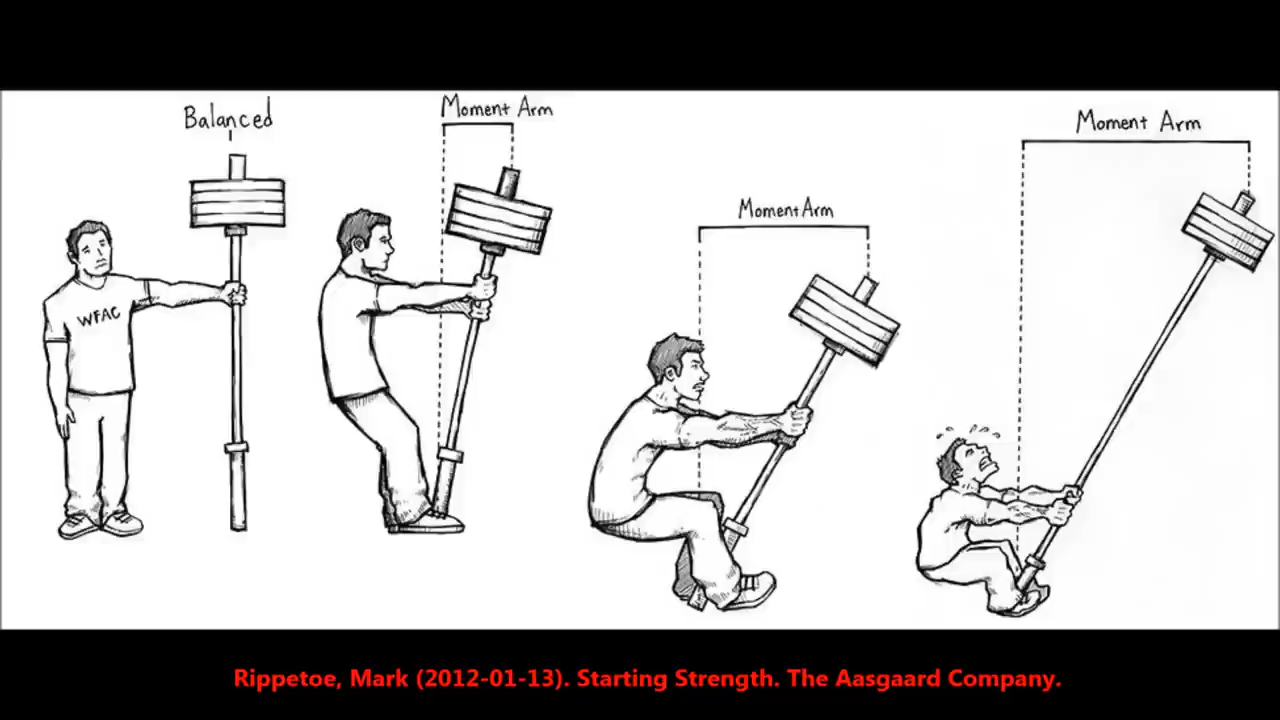 Balanced
Moment Arm
Moment Arm
Moment Arm
WFAC
Rippetoe, Mark (2012-01-13). Starting Strength. The Aasgaard Company.